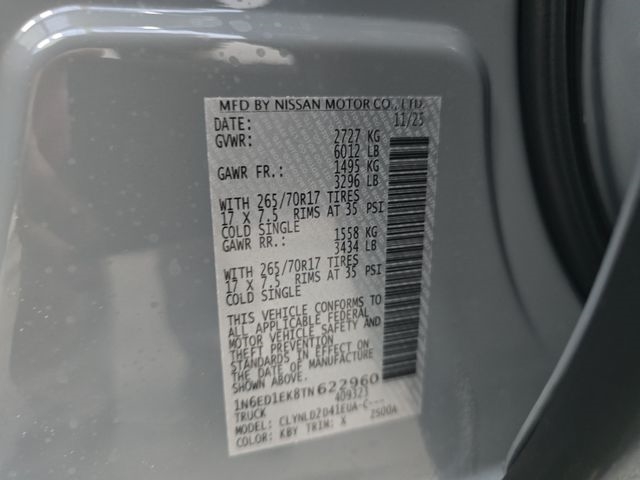 MFD BY NISSAN MOTOR CO., LTD.
DATE: 11/25
GVWR: 2727 KG
6012 LB
GAWR FR.: 1495 KG
3296 LB
WITH 265/70R17 TIRES
17 X 7.5 RIMS AT 35 PSI
COLD SINGLE
GAWR RR.: 1558 KG
3434 LB
WITH 265/70R17 TIRES
17 X 7.5 RIMS AT 35 PSI
COLD SINGLE
THIS VEHICLE CONFORMS TO
ALL APPLICABLE FEDERAL
MOTOR VEHICLE SAFETY AND
THEFT PREVENTION
STANDARDS IN EFFECT ON
THE DATE OF MANUFACTURE
SHOWN ABOVE.
1N6ED1EK8TN622960
TRUCK 409323
MODEL: CLYNLD2D41EUA-C---
COLOR: KBY TRIM: X 2500A